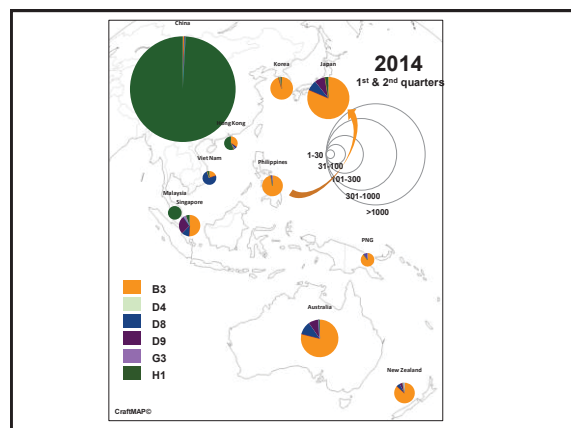 China
Korea
Japan
2014
1st & 2nd quarters
Hong Kong
1-30
31-100
101-300
301-1000
>1000
Viet Nam
Philippines
Malaysia
Singapore
PNG
B3
D4
D8
D9
G3
H1
Australia
New Zealand
CraftMAP©